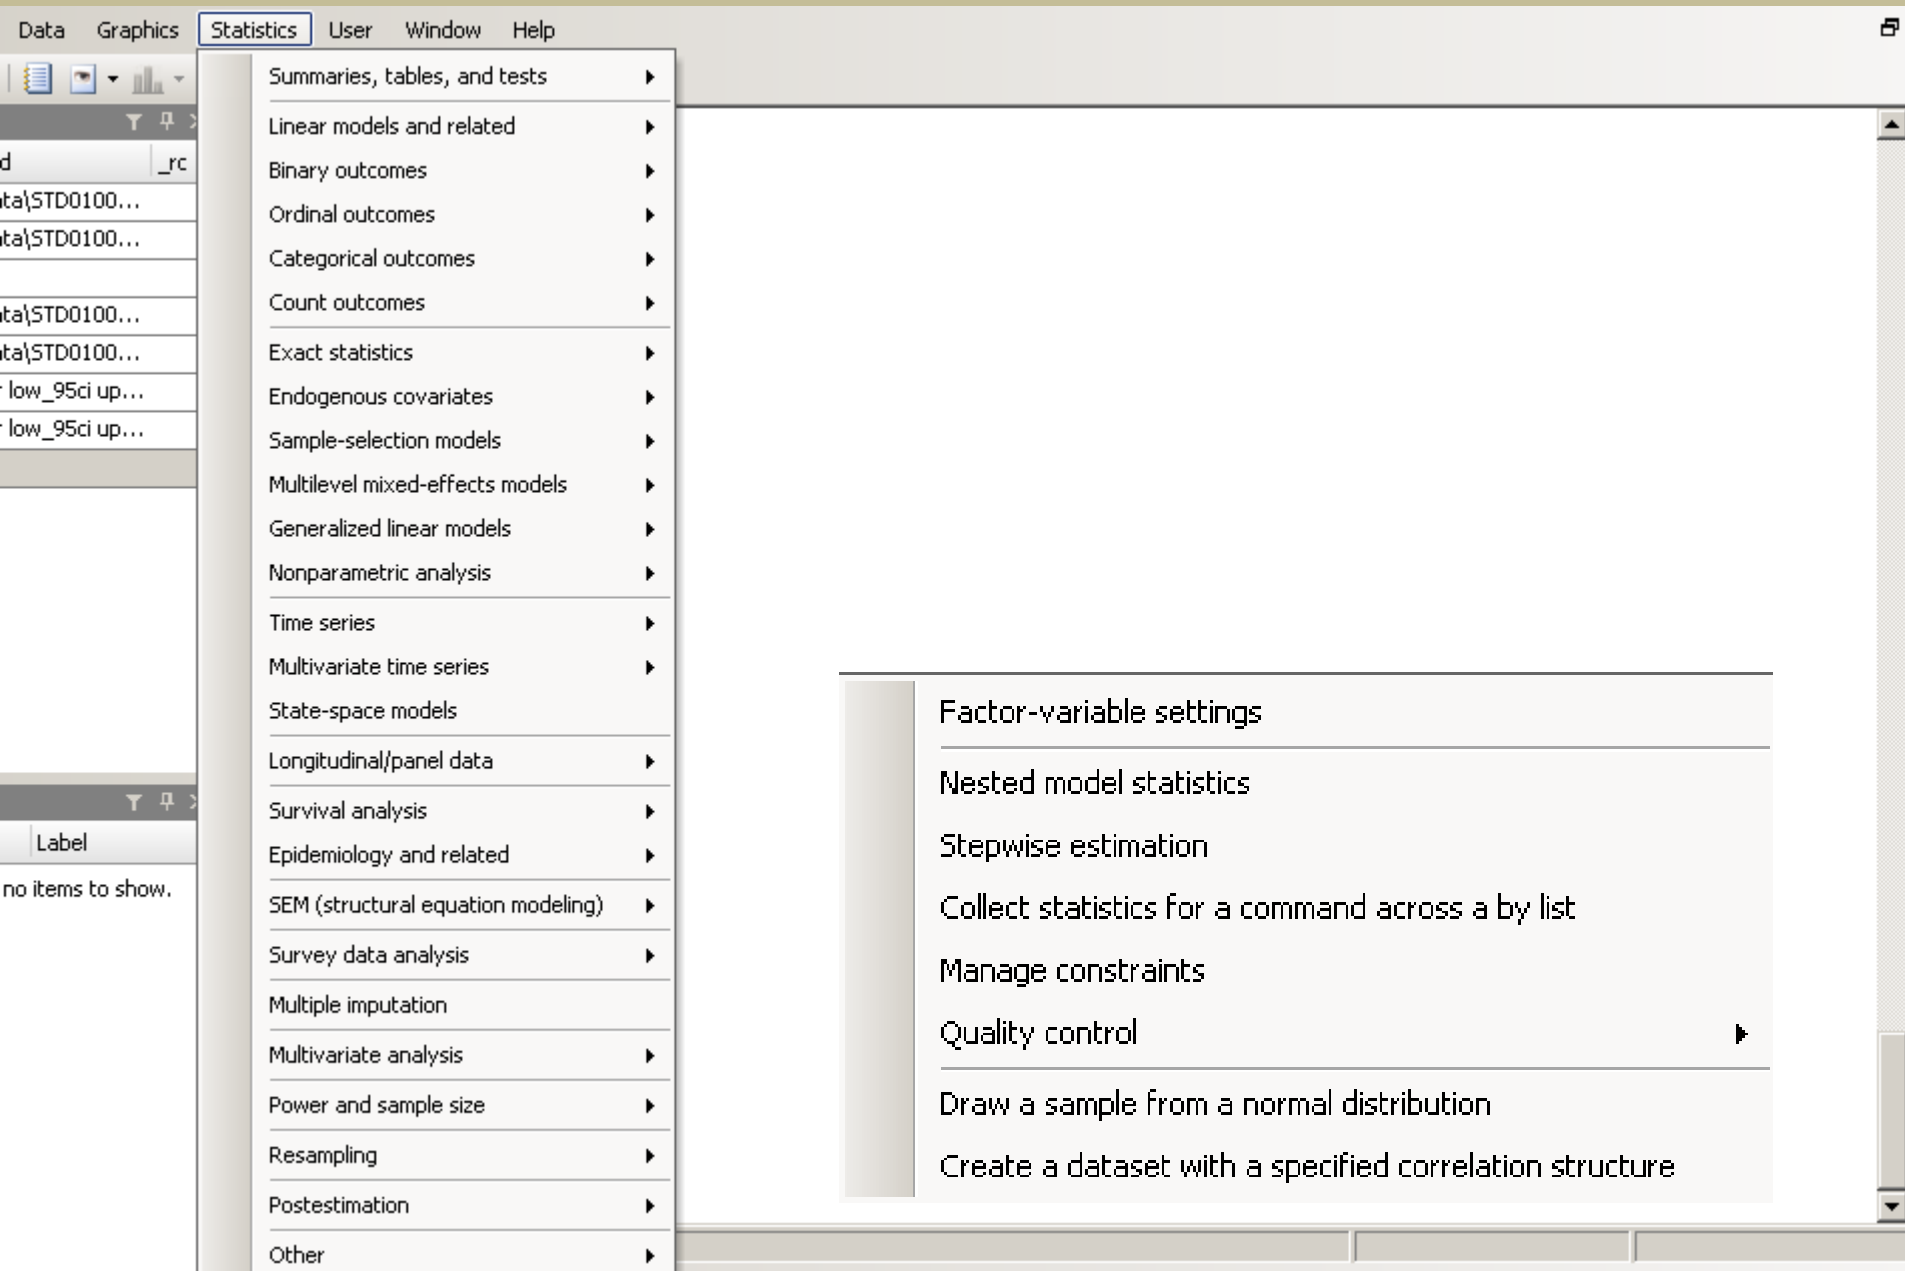 Data Graphics Statistics User Window Help
d _rc
ta\STD0100...
ta\STD0100...
ta\STD0100...
ta\STD0100...
r low_95ci up...
r low_95ci up...
Label
no items to show.
Summaries, tables, and tests
Linear models and related
Binary outcomes
Ordinal outcomes
Categorical outcomes
Count outcomes
Exact statistics
Endogenous covariates
Sample-selection models
Multilevel mixed-effects models
Generalized linear models
Nonparametric analysis
Time series
Multivariate time series
State-space models
Longitudinal/panel data
Survival analysis
Epidemiology and related
SEM (structural equation modeling)
Survey data analysis
Multiple imputation
Multivariate analysis
Power and sample size
Resampling
Postestimation
Other
Factor-variable settings
Nested model statistics
Stepwise estimation
Collect statistics for a command across a by list
Manage constraints
Quality control
Draw a sample from a normal distribution
Create a dataset with a specified correlation structure